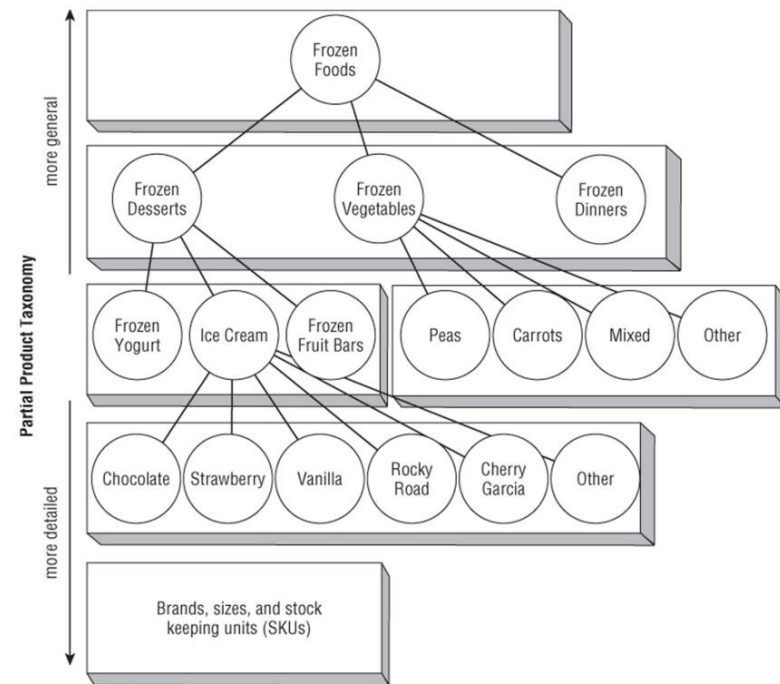 more general
Frozen
Foods
Frozen
Desserts
Frozen
Vegetables
Frozen
Dinners
Partial Product Taxonomy
Frozen
Yogurt
Ice Cream
Frozen
Fruit Bars
Peas
Carrots
Mixed
Other
more detailed
Chocolate
Strawberry
Vanilla
Rocky
Road
Cherry
Garcia
Other
Brands, sizes, and stock
keeping units (SKUs)